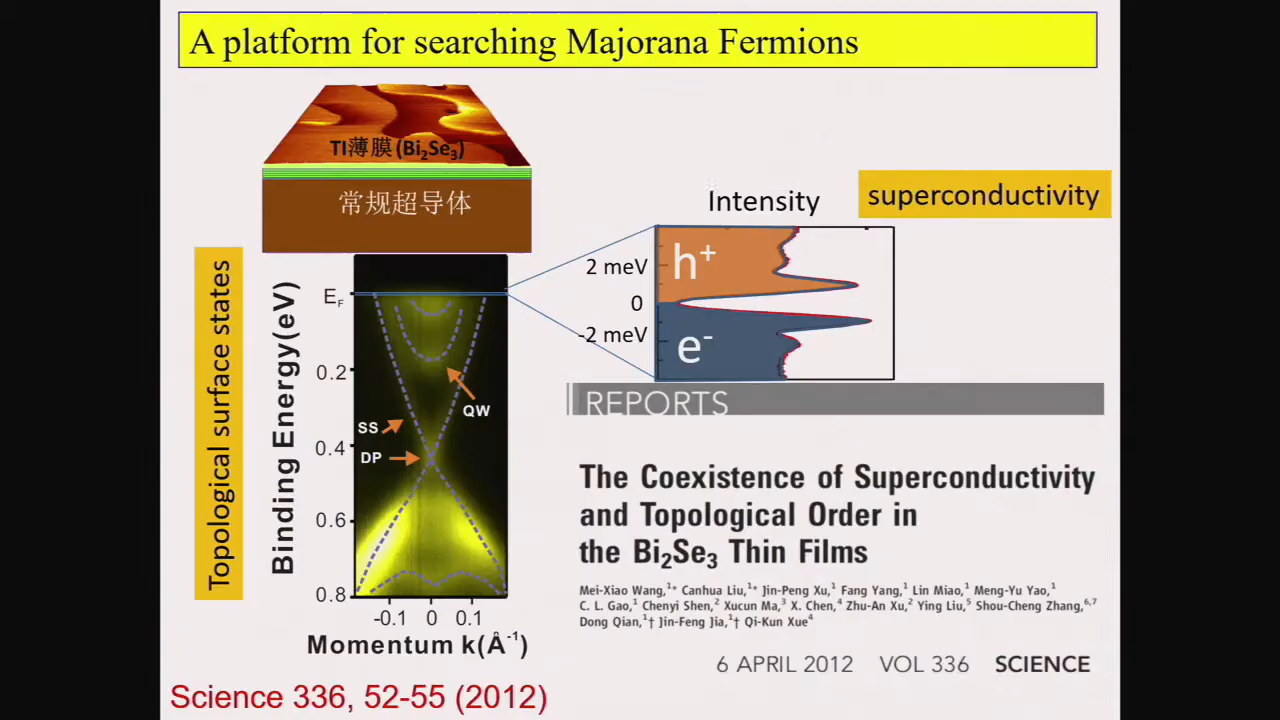 A platform for searching Majorana Fermions
TI薄膜(Bi₂Se₃)
常规超导体
Topological surface states
Binding Energy(eV)
E_F
0.2
0.4
0.6
0.8
SS
DP
QW
-0.1 0 0.1
Momentum k(Å⁻¹)
Intensity
superconductivity
2 meV
0
-2 meV
h⁺
e⁻
REPORTS
The Coexistence of Superconductivity
and Topological Order in
the Bi₂Se₃ Thin Films
Mei-Xiao Wang,¹* Canhua Liu,¹* Jin-Peng Xu,¹ Fang Yang,¹ Lin Miao,¹ Meng-Yu Yao,¹
C. L. Gao,¹ Chenyi Shen,² Xucun Ma,³ X. Chen,⁴ Zhu-An Xu,² Ying Liu,⁵ Shou-Cheng Zhang,⁶,⁷
Dong Qian,¹† Jin-Feng Jia,¹† Qi-Kun Xue⁴
6 APRIL 2012 VOL 336 SCIENCE
Science 336, 52-55 (2012)